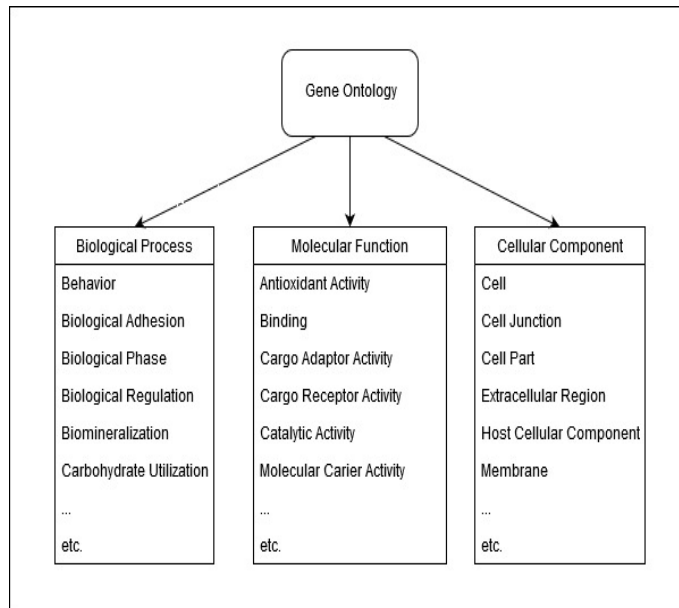 Gene Ontology
Biological Process
Behavior
Biological Adhesion
Biological Phase
Biological Regulation
Biomineralization
Carbohydrate Utilization
...
etc.
Molecular Function
Antioxidant Activity
Binding
Cargo Adaptor Activity
Cargo Receptor Activity
Catalytic Activity
Molecular Carier Activity
...
etc.
Cellular Component
Cell
Cell Junction
Cell Part
Extracellular Region
Host Cellular Component
Membrane
...
etc.